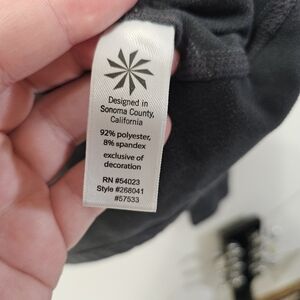 Designed in
Sonoma County,
California
92% polyester,
8% spandex
exclusive of
decoration
RN #54023
Style #268041
#57533